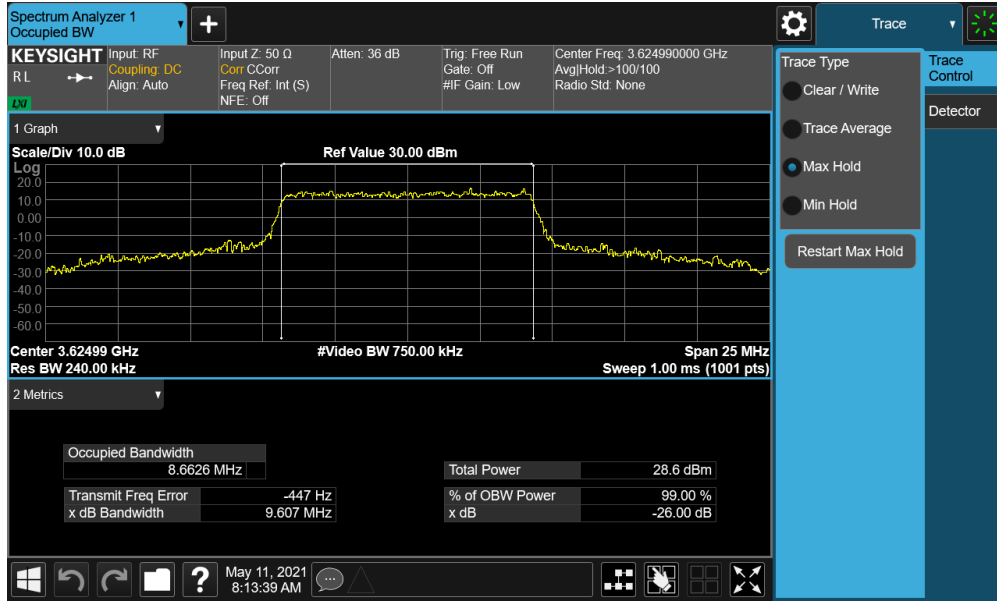 Spectrum Analyzer 1
Occupied BW
+
Trace
KEYSIGHT
R L
LXI
Input: RF
Coupling: DC
Align: Auto
Input Z: 50 Ω
Corr CCorr
Freq Ref: Int (S)
NFE: Off
Atten: 36 dB
Trig: Free Run
Gate: Off
#IF Gain: Low
Center Freq: 3.624990000 GHz
Avg|Hold:>100/100
Radio Std: None
Trace Type
Clear / Write
Trace Average
Max Hold
Min Hold
Restart Max Hold
Trace
Control
Detector
1 Graph
Scale/Div 10.0 dB
Ref Value 30.00 dBm
Log
20.0
10.0
0.00
-10.0
-20.0
-30.0
-40.0
-50.0
-60.0
Center 3.62499 GHz
#Video BW 750.00 kHz
Span 25 MHz
Res BW 240.00 kHz
Sweep 1.00 ms (1001 pts)
2 Metrics
Occupied Bandwidth
8.6626 MHz
Total Power 28.6 dBm
Transmit Freq Error -447 Hz
% of OBW Power 99.00 %
x dB Bandwidth 9.607 MHz
x dB -26.00 dB
?
May 11, 2021
8:13:39 AM